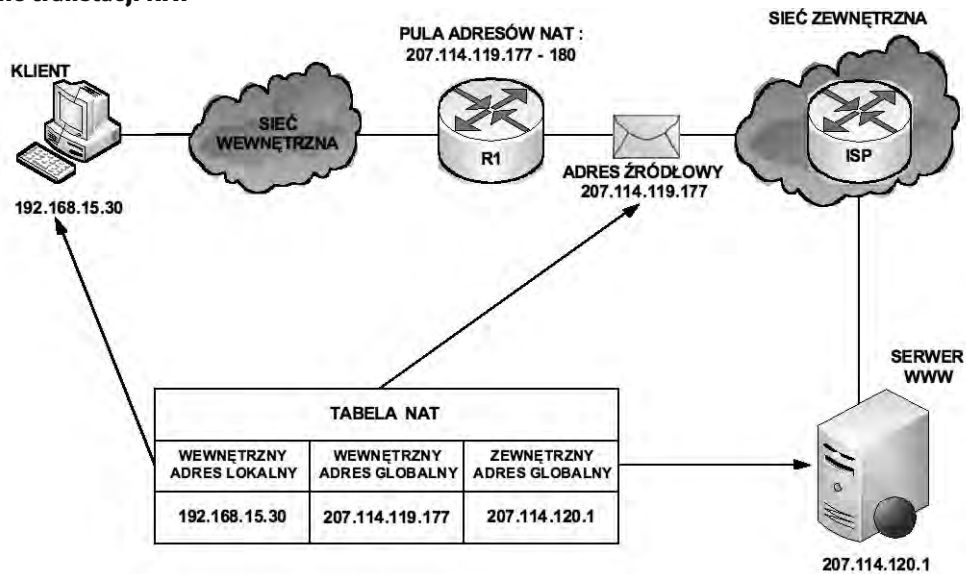 SIEĆ ZEWNĘTRZNA
PULA ADRESÓW NAT :
207.114.119.177 - 180
KLIENT
SIEĆ
WEWNĘTRZNA
R1
ISP
ADRES ŹRÓDŁOWY
207.114.119.177
192.168.15.30
SERWER
WWW
TABELA NAT
WEWNĘTRZNY
ADRES LOKALNY
WEWNĘTRZNY
ADRES GLOBALNY
ZEWNĘTRZNY
ADRES GLOBALNY
192.168.15.30
207.114.119.177
207.114.120.1
207.114.120.1